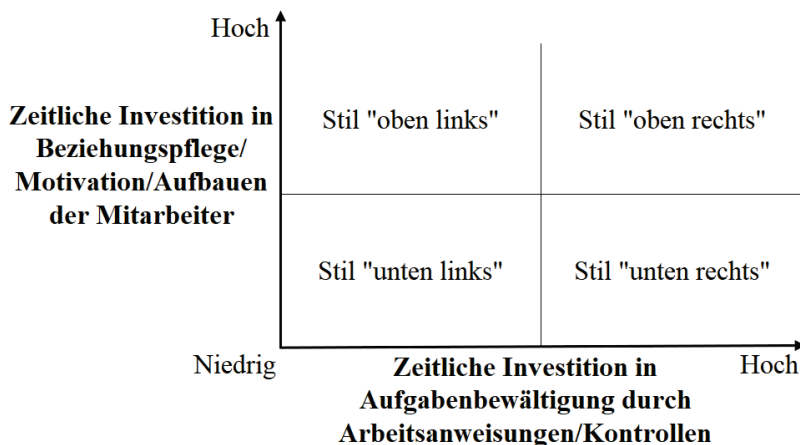 Hoch
Zeitliche Investition in
Beziehungspflege/
Motivation/Aufbauen
der Mitarbeiter
Stil "oben links"
Stil "oben rechts"
Stil "unten links"
Stil "unten rechts"
Niedrig
Zeitliche Investition in
Aufgabenbewältigung durch
Arbeitsanweisungen/Kontrollen
Hoch